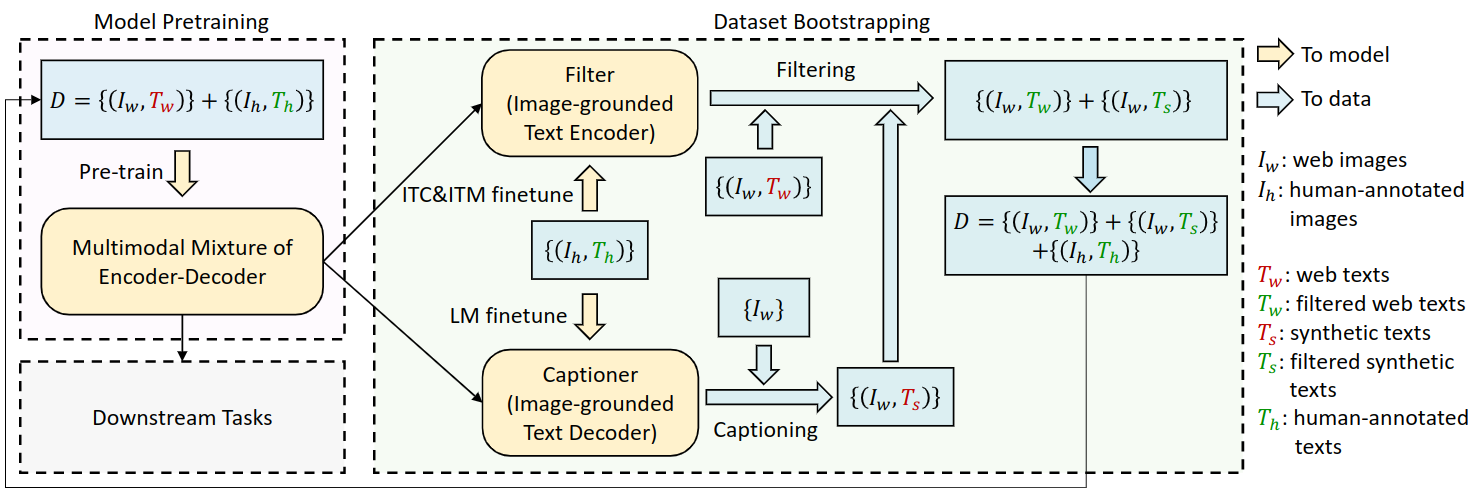 Model Pretraining
D = {(I_w, T_w)} + {(I_h, T_h)}
Pre-train
Multimodal Mixture of
Encoder-Decoder
Downstream Tasks
Dataset Bootstrapping
Filter
(Image-grounded
Text Encoder)
ITC&ITM finetune
{(I_h, T_h)}
LM finetune
Captioner
(Image-grounded
Text Decoder)
Filtering
{(I_w, T_w)}
{I_w}
Captioning
{(I_w, T_s)}
{(I_w, T_w)} + {(I_w, T_s)}
D = {(I_w, T_w)} + {(I_w, T_s)}
+{(I_h, T_h)}
To model
To data
I_w: web images
I_h: human-annotated
images
T_w: web texts
T_w: filtered web texts
T_s: synthetic texts
T_s: filtered synthetic
texts
T_h: human-annotated
texts